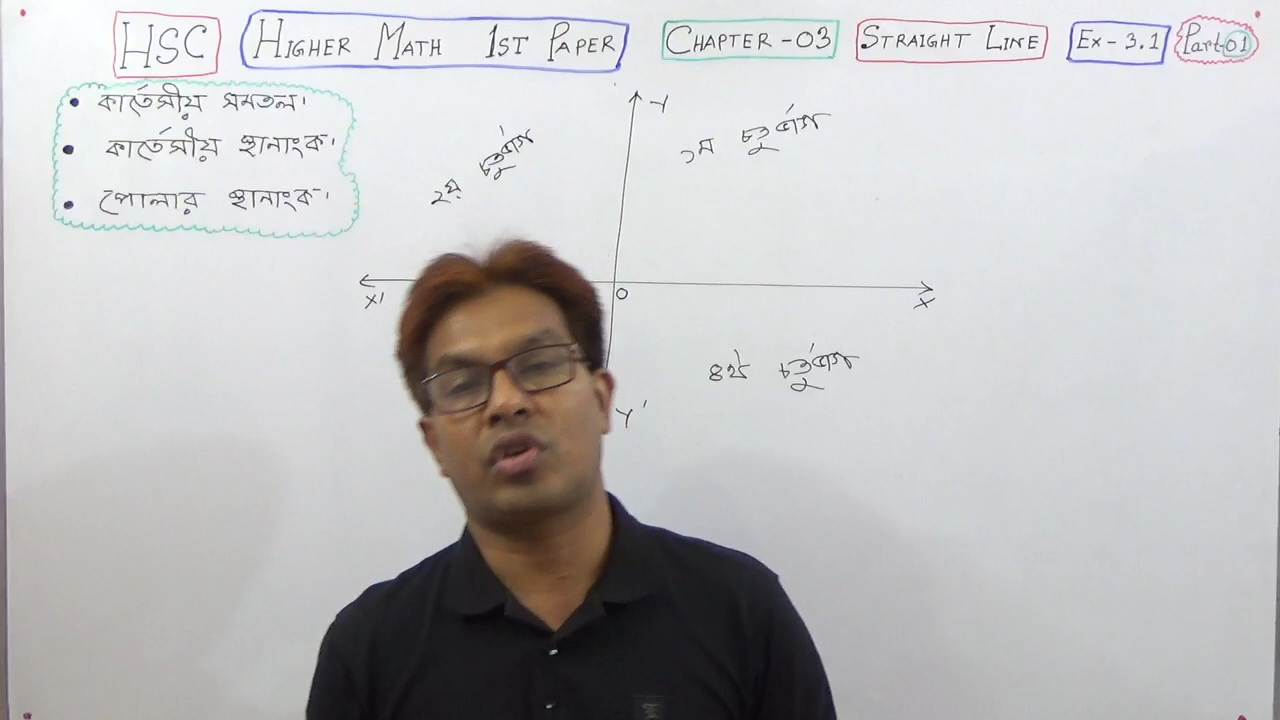 HSC HIGHER MATH 1ST PAPER CHAPTER-03 STRAIGHT LINE Ex-3.1 Part-01
• কার্তেসীয় সমতল।
• কার্তেসীয় স্থানাংক।
• পোলার স্থানাংক।
Y
১ম চতুর্ভাগ
২য় চতুর্ভাগ
X' O X
৪র্থ চতুর্ভাগ
Y'